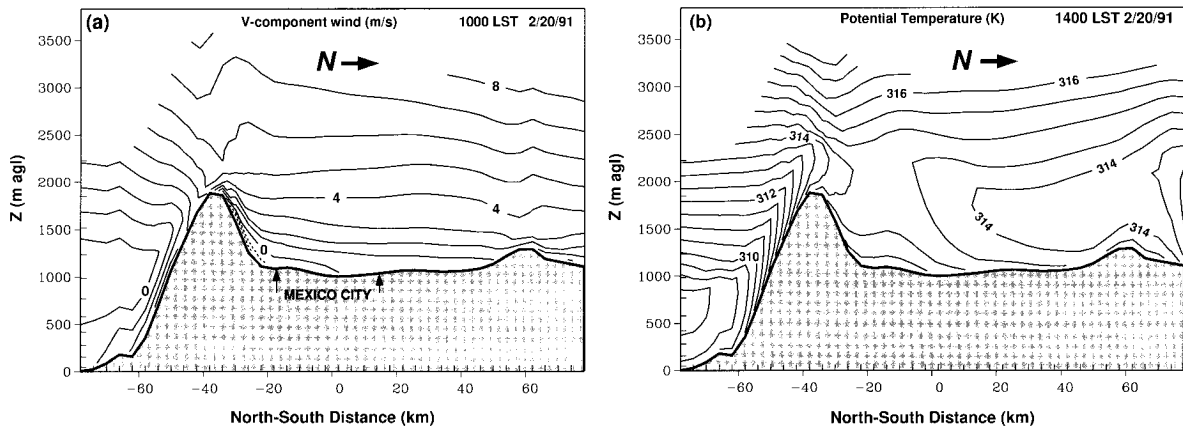 (a) V-component wind (m/s) 1000 LST 2/20/91
N
8
4
4
0
0
MEXICO CITY
Z (m agl)
3500
3000
2500
2000
1500
1000
500
0
−60 −40 −20 0 20 40 60
North-South Distance (km)
(b) Potential Temperature (K) 1400 LST 2/20/91
N
316
316
314
314
312
314
314
310
Z (m agl)
3500
3000
2500
2000
1500
1000
500
0
−60 −40 −20 0 20 40 60
North-South Distance (km)